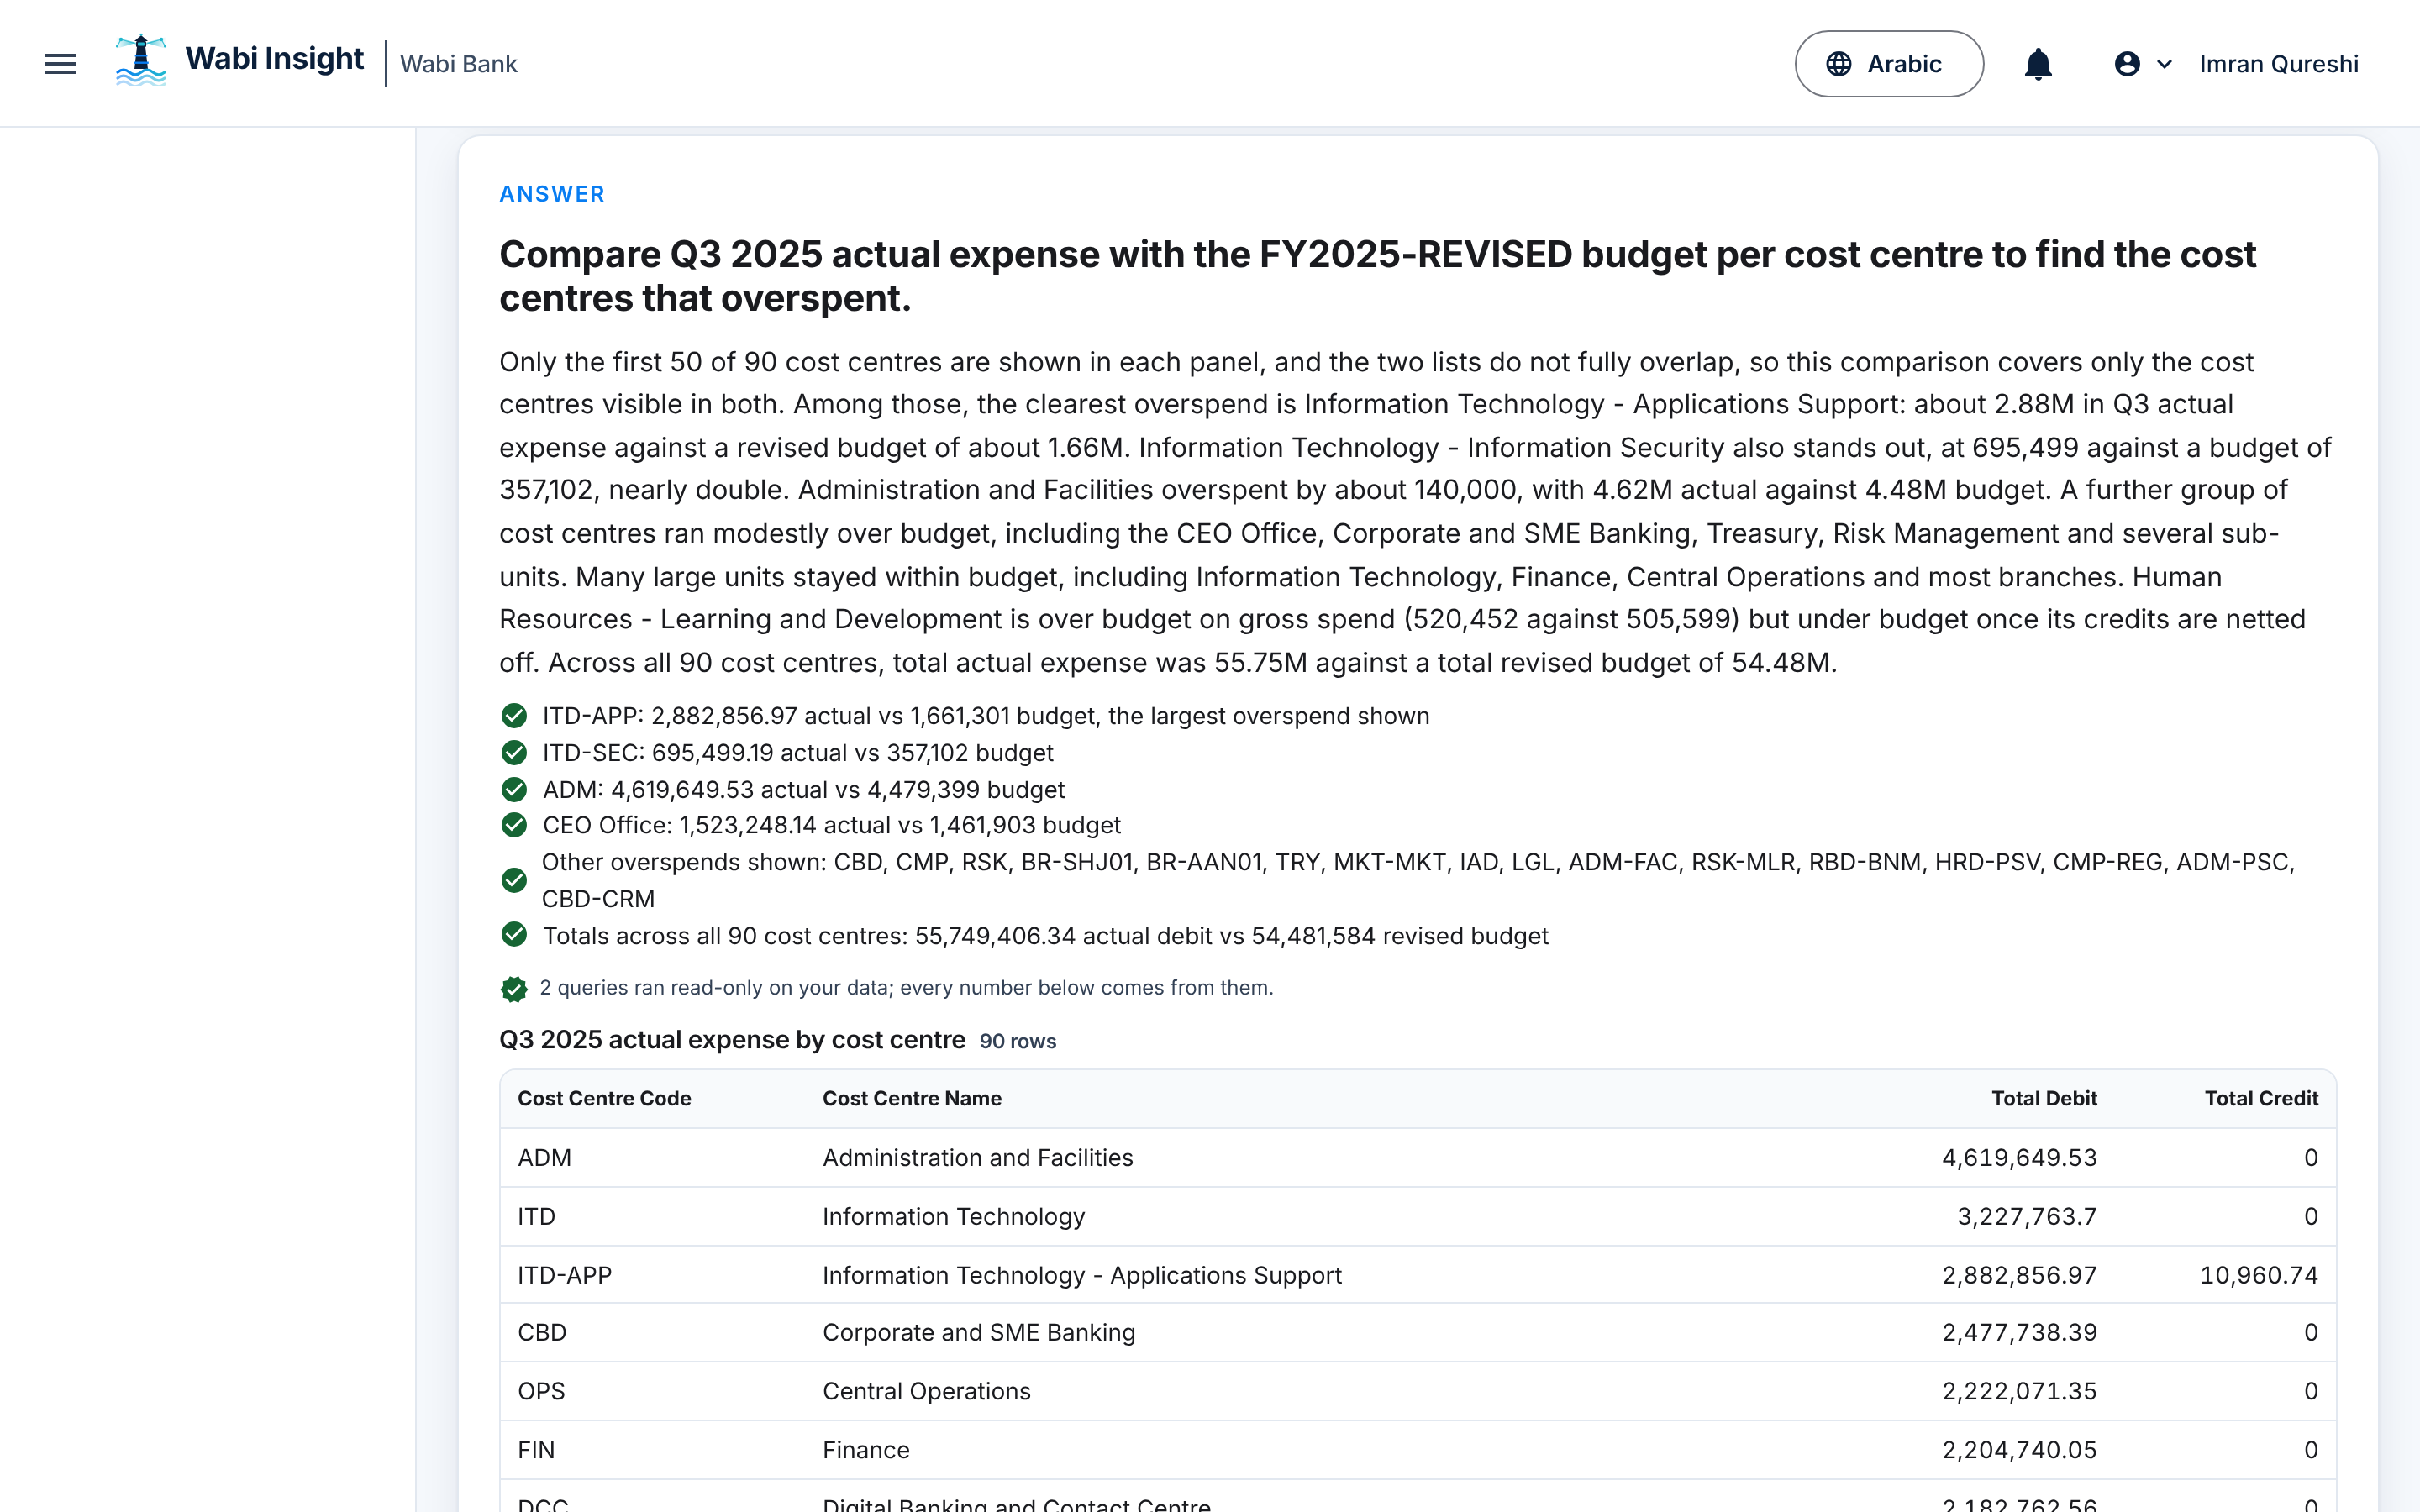 Wabi Insight
Wabi Bank
Arabic
Imran Qureshi
ANSWER
Compare Q3 2025 actual expense with the FY2025-REVISED budget per cost centre to find the cost
centres that overspent.
Only the first 50 of 90 cost centres are shown in each panel, and the two lists do not fully overlap, so this comparison covers only the cost
centres visible in both. Among those, the clearest overspend is Information Technology - Applications Support: about 2.88M in Q3 actual
expense against a revised budget of about 1.66M. Information Technology - Information Security also stands out, at 695,499 against a budget of
357,102, nearly double. Administration and Facilities overspent by about 140,000, with 4.62M actual against 4.48M budget. A further group of
cost centres ran modestly over budget, including the CEO Office, Corporate and SME Banking, Treasury, Risk Management and several sub-
units. Many large units stayed within budget, including Information Technology, Finance, Central Operations and most branches. Human
Resources - Learning and Development is over budget on gross spend (520,452 against 505,599) but under budget once its credits are netted
off. Across all 90 cost centres, total actual expense was 55.75M against a total revised budget of 54.48M.
ITD-APP: 2,882,856.97 actual vs 1,661,301 budget, the largest overspend shown
ITD-SEC: 695,499.19 actual vs 357,102 budget
ADM: 4,619,649.53 actual vs 4,479,399 budget
CEO Office: 1,523,248.14 actual vs 1,461,903 budget
Other overspends shown: CBD, CMP, RSK, BR-SHJ01, BR-AAN01, TRY, MKT-MKT, IAD, LGL, ADM-FAC, RSK-MLR, RBD-BNM, HRD-PSV, CMP-REG, ADM-PSC,
CBD-CRM
Totals across all 90 cost centres: 55,749,406.34 actual debit vs 54,481,584 revised budget
2 queries ran read-only on your data; every number below comes from them.
Q3 2025 actual expense by cost centre 90 rows
Cost Centre Code Cost Centre Name Total Debit Total Credit
ADM Administration and Facilities 4,619,649.53 0
ITD Information Technology 3,227,763.7 0
ITD-APP Information Technology - Applications Support 2,882,856.97 10,960.74
CBD Corporate and SME Banking 2,477,738.39 0
OPS Central Operations 2,222,071.35 0
FIN Finance 2,204,740.05 0
DCC Digital Banking and Contact Centre 2,182,762.56 0